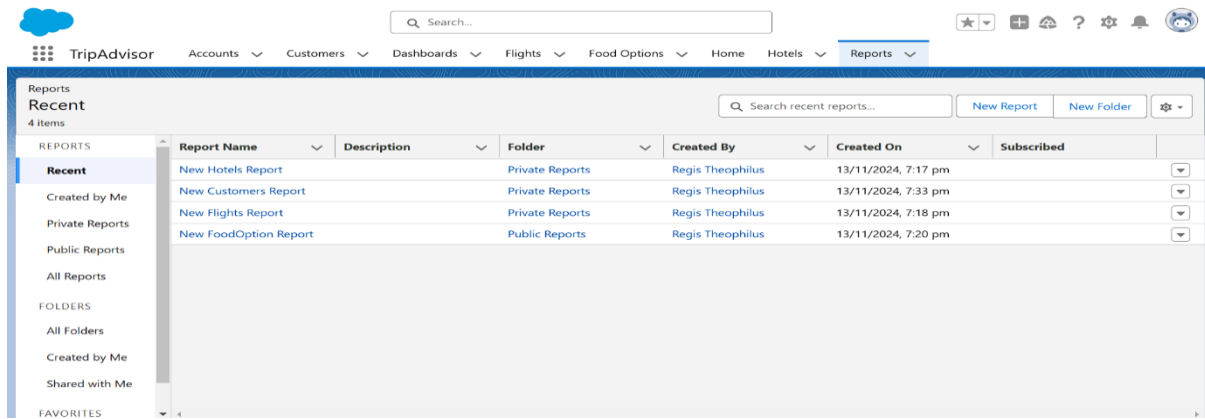 Search...
TripAdvisor Accounts Customers Dashboards Flights Food Options Home Hotels Reports
Reports
Recent
4 items
Search recent reports...
New Report New Folder
REPORTS
Recent
Created by Me
Private Reports
Public Reports
All Reports
FOLDERS
All Folders
Created by Me
Shared with Me
FAVORITES
Report Name Description Folder Created By Created On Subscribed
New Hotels Report Private Reports Regis Theophilus 13/11/2024, 7:17 pm
New Customers Report Private Reports Regis Theophilus 13/11/2024, 7:33 pm
New Flights Report Private Reports Regis Theophilus 13/11/2024, 7:18 pm
New FoodOption Report Public Reports Regis Theophilus 13/11/2024, 7:20 pm